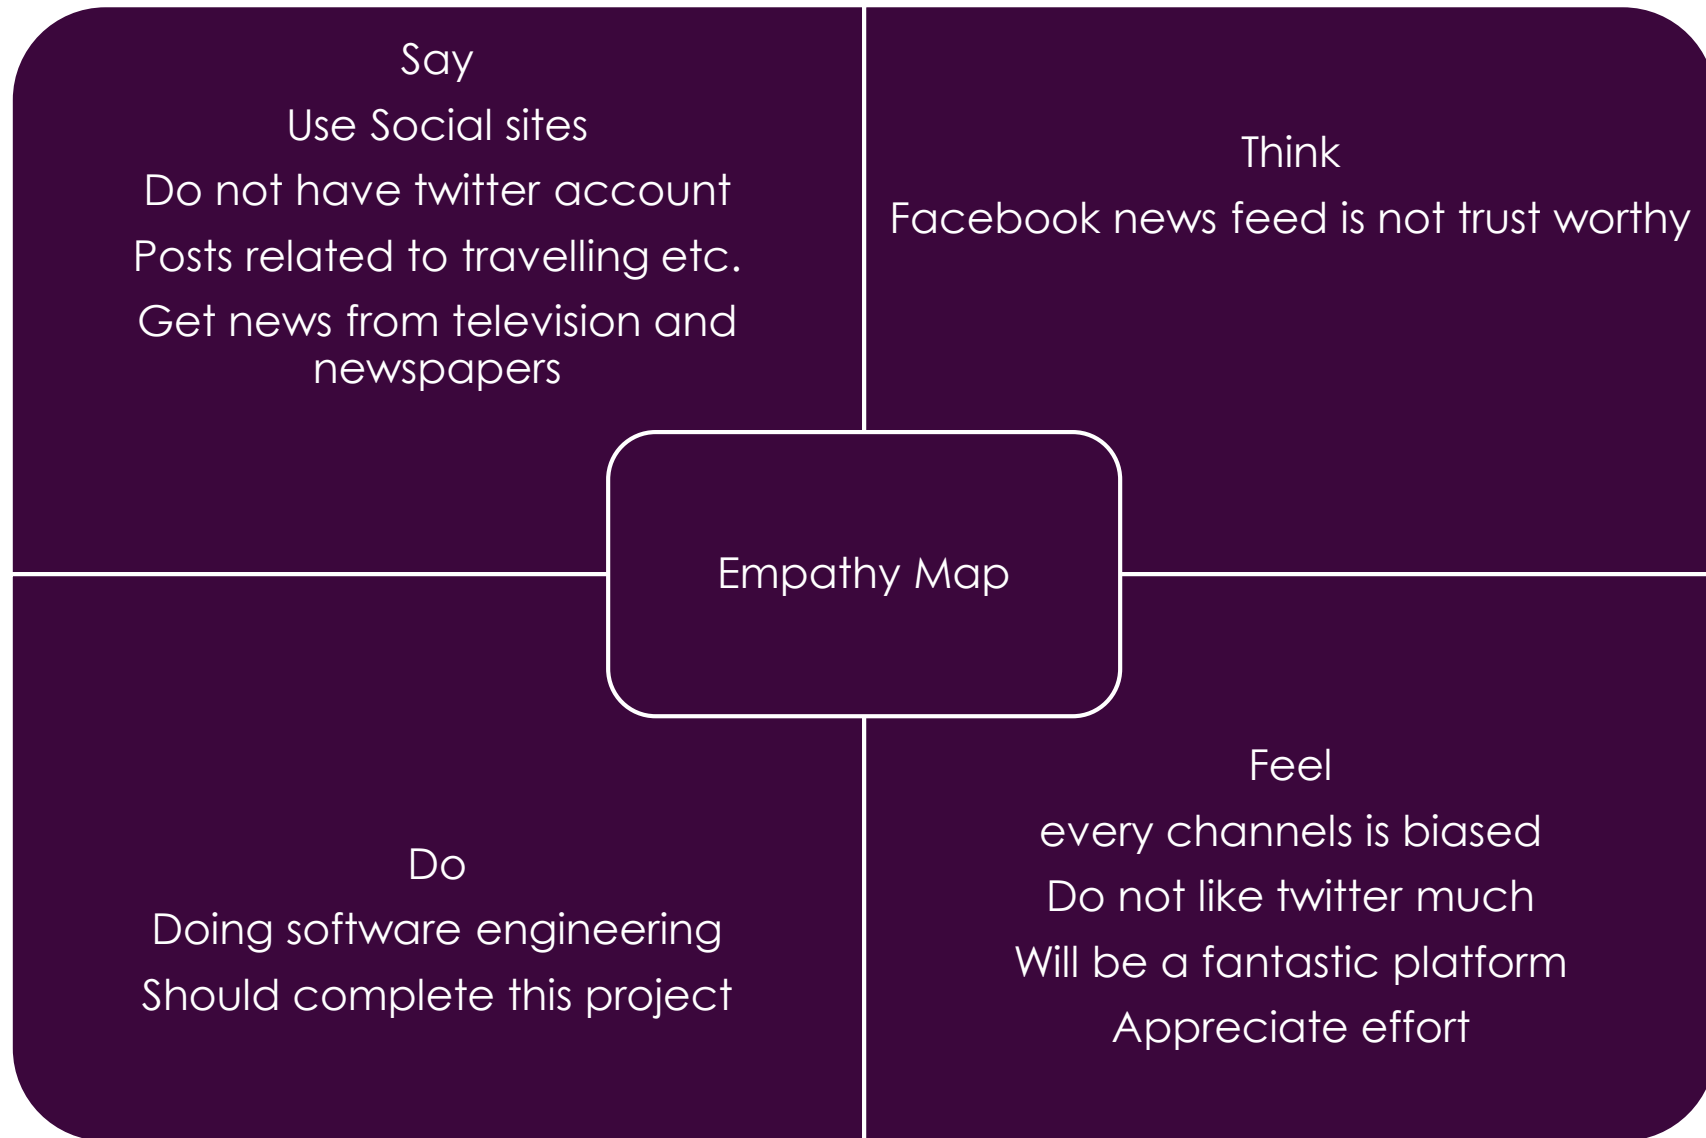 Say
Use Social sites
Do not have twitter account
Posts related to travelling etc.
Get news from television and
newspapers
Think
Facebook news feed is not trust worthy
Empathy Map
Do
Doing software engineering
Should complete this project
Feel
every channels is biased
Do not like twitter much
Will be a fantastic platform
Appreciate effort